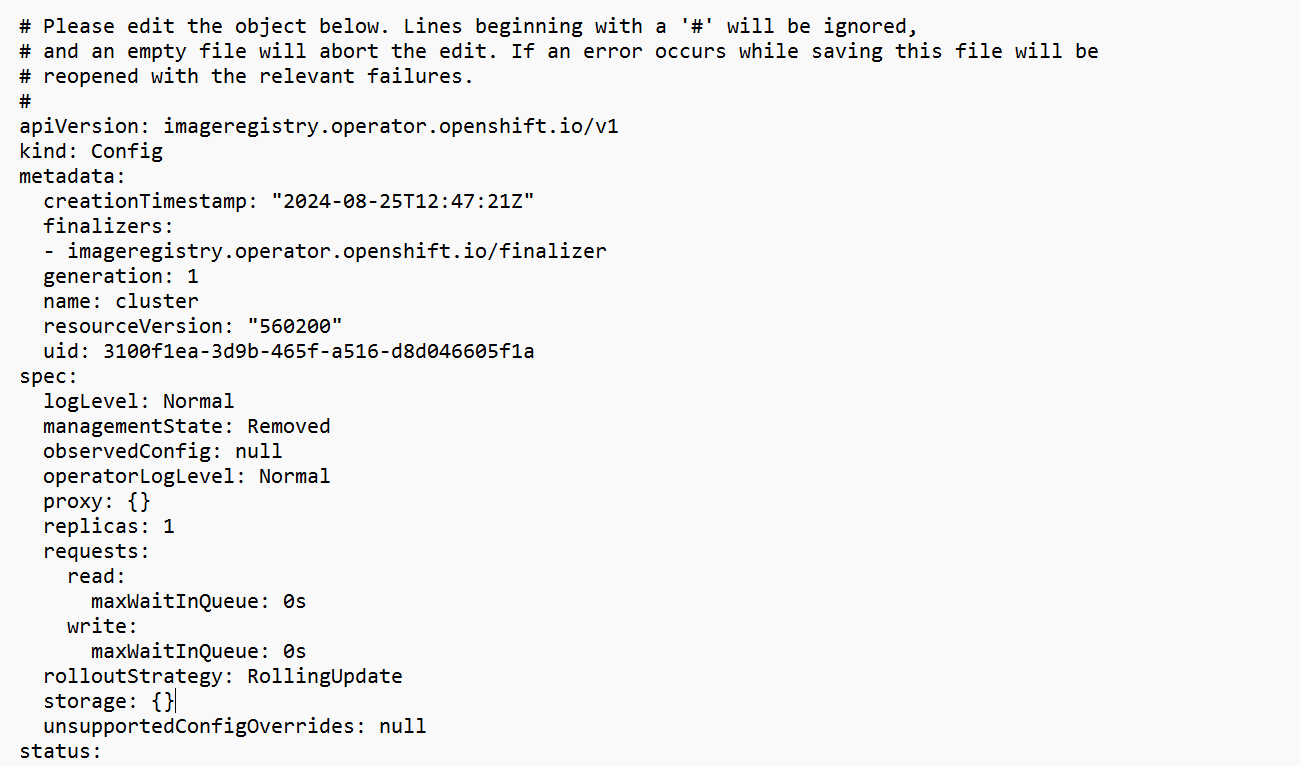 # Please edit the object below. Lines beginning with a '#' will be ignored,
# and an empty file will abort the edit. If an error occurs while saving this file will be
# reopened with the relevant failures.
#
apiVersion: imageregistry.operator.openshift.io/v1
kind: Config
metadata:
  creationTimestamp: "2024-08-25T12:47:21Z"
  finalizers:
  - imageregistry.operator.openshift.io/finalizer
  generation: 1
  name: cluster
  resourceVersion: "560200"
  uid: 3100f1ea-3d9b-465f-a516-d8d046605f1a
spec:
  logLevel: Normal
  managementState: Removed
  observedConfig: null
  operatorLogLevel: Normal
  proxy: {}
  replicas: 1
  requests:
    read:
      maxWaitInQueue: 0s
    write:
      maxWaitInQueue: 0s
  rolloutStrategy: RollingUpdate
  storage: {}
  unsupportedConfigOverrides: null
status: